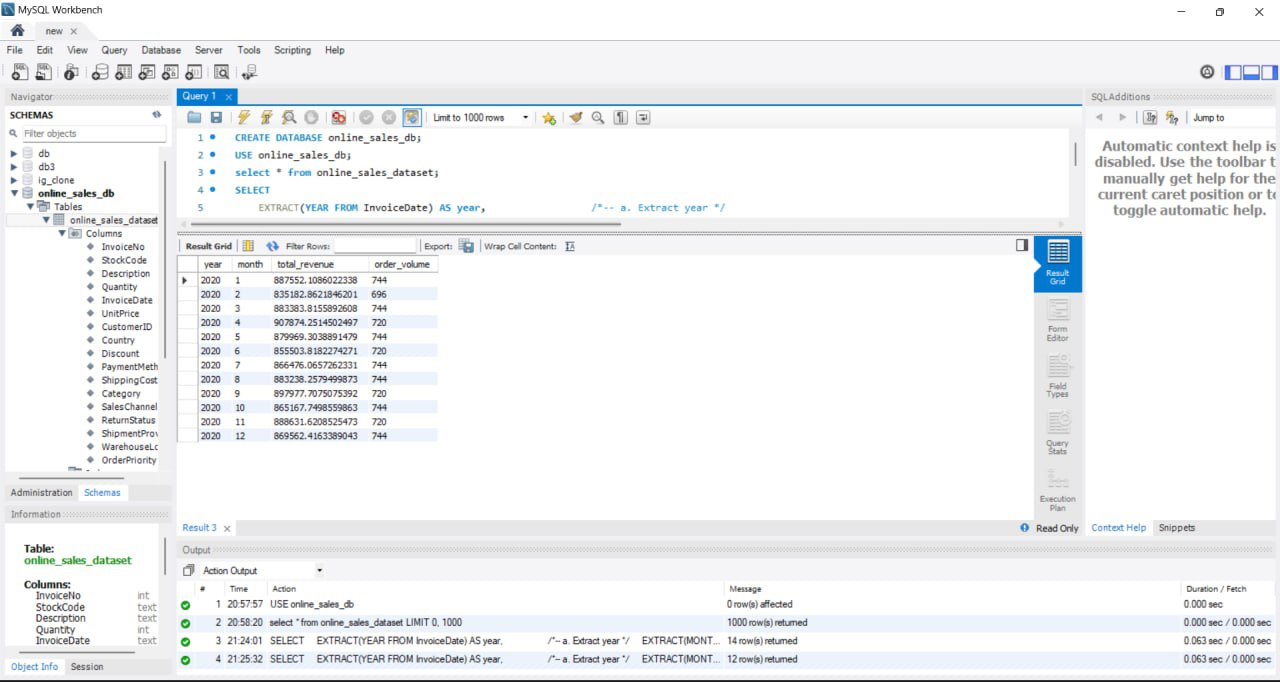 MySQL Workbench
new
File Edit View Query Database Server Tools Scripting Help
Navigator
SCHEMAS
Filter objects
db
db3
ig_clone
online_sales_db
Tables
online_sales_dataset
Columns
InvoiceNo
StockCode
Description
Quantity
InvoiceDate
UnitPrice
CustomerID
Country
Discount
PaymentMeth
ShippingCost
Category
SalesChannel
ReturnStatus
ShipmentProv
WarehouseLo
OrderPriority
Administration Schemas
Information
Table:
online_sales_dataset
Columns:
InvoiceNo int
StockCode text
Description text
Quantity int
InvoiceDate text
Object Info Session
Query 1
Limit to 1000 rows
1 CREATE DATABASE online_sales_db;
2 USE online_sales_db;
3 select * from online_sales_dataset;
4 SELECT
5 EXTRACT(YEAR FROM InvoiceDate) AS year, /*-- a. Extract year */
Result Grid Filter Rows: Export: Wrap Cell Content:
year month total_revenue order_volume
2020 1 887552.1086022338 744
2020 2 835182.8621846201 696
2020 3 883383.8155892608 744
2020 4 907874.2514502497 720
2020 5 879969.3038891479 744
2020 6 855503.8182274271 720
2020 7 866476.0657262331 744
2020 8 883238.2579499873 744
2020 9 897977.7075075392 720
2020 10 865167.7498559863 744
2020 11 888631.6208525473 720
2020 12 869562.4163389043 744
Result Grid
Form Editor
Field Types
Query Stats
Execution Plan
Result 3
Read Only
SQLAdditions
Jump to
Automatic context help is
disabled. Use the toolbar t
manually get help for the
current caret position or to
toggle automatic help.
Context Help Snippets
Output
Action Output
# Time Action Message Duration / Fetch
1 20:57:57 USE online_sales_db 0 row(s) affected 0.000 sec
2 20:58:20 select * from online_sales_dataset LIMIT 0, 1000 1000 row(s) returned 0.000 sec / 0.000 sec
3 21:24:01 SELECT EXTRACT(YEAR FROM InvoiceDate) AS year, /*-- a. Extract year */ EXTRACT(MONT... 14 row(s) returned 0.063 sec / 0.000 sec
4 21:25:32 SELECT EXTRACT(YEAR FROM InvoiceDate) AS year, /*-- a. Extract year */ EXTRACT(MONT... 12 row(s) returned 0.063 sec / 0.000 sec